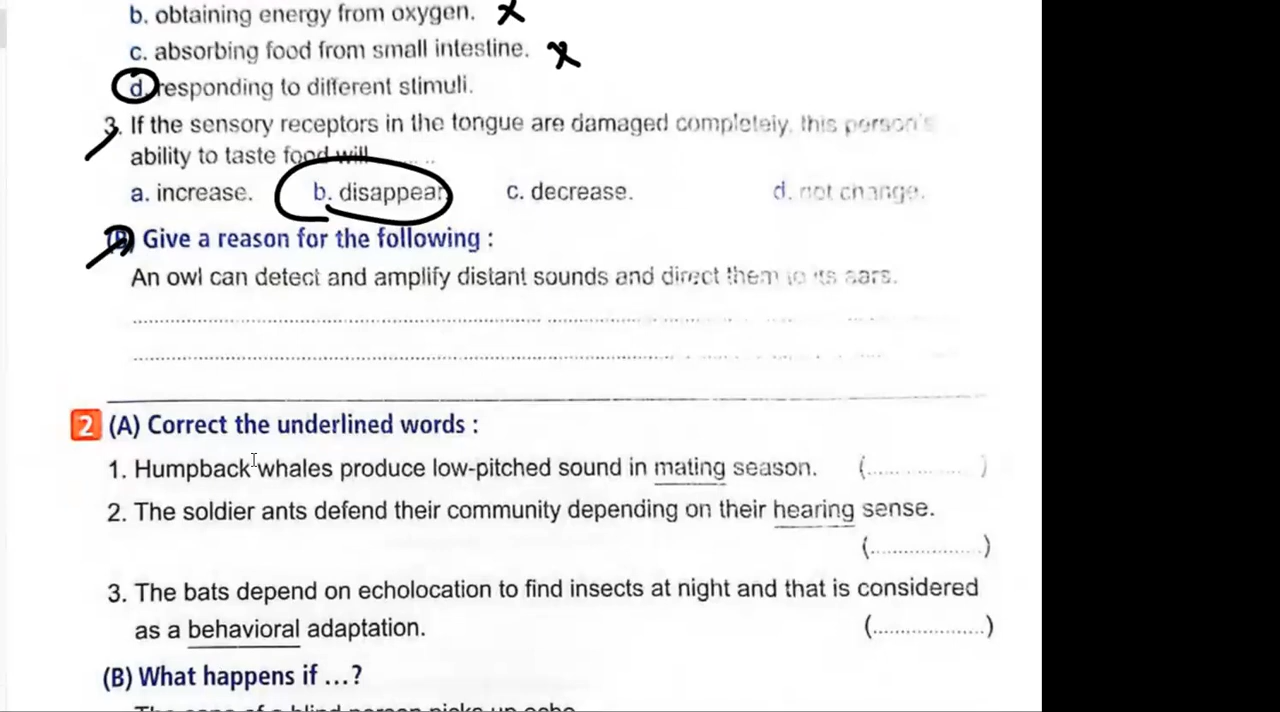 b. obtaining energy from oxygen. x
c. absorbing food from small intestine. x
d. responding to different stimuli.
3. If the sensory receptors in the tongue are damaged completely, this person's
ability to taste food will ........
a. increase. b. disappear. c. decrease. d. not change.
(B) Give a reason for the following :
An owl can detect and amplify distant sounds and direct them to its ears.
2 (A) Correct the underlined words :
1. Humpback whales produce low-pitched sound in mating season. (....................)
2. The soldier ants defend their community depending on their hearing sense.
(....................)
3. The bats depend on echolocation to find insects at night and that is considered
as a behavioral adaptation. (....................)
(B) What happens if ...?